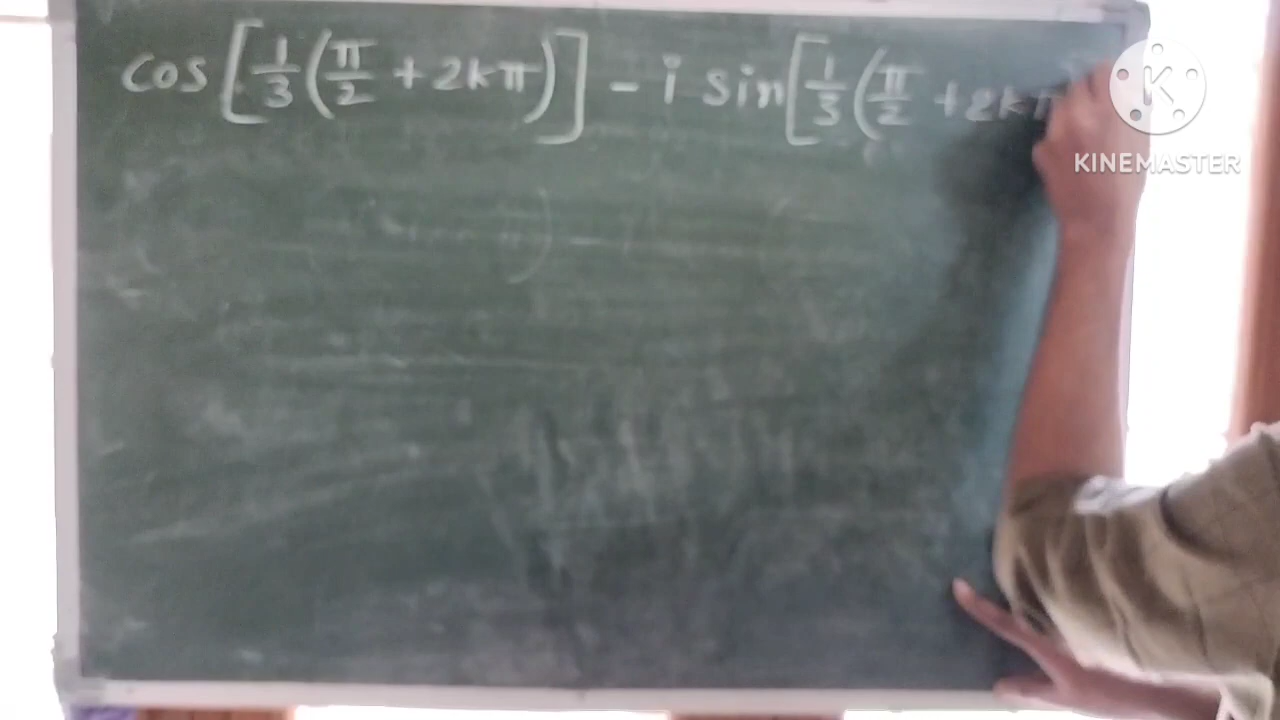 cos[1/3(π/2 + 2kπ)] - i sin[1/3(π/2 + 2kπ
K
KINEMASTER